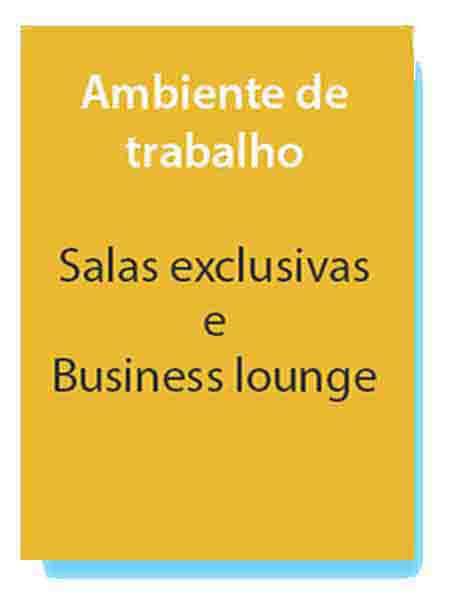 Ambiente de
trabalho
Salas exclusivas
e
Business lounge